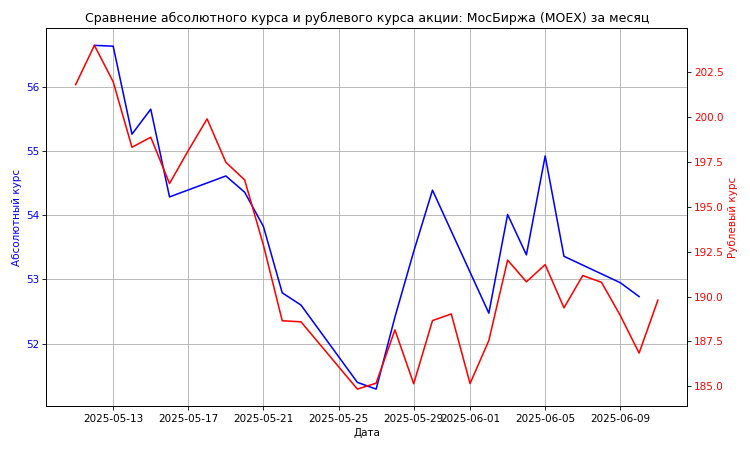 Сравнение абсолютного курса и рублевого курса акции: МосБиржа (MOEX) за месяц
Абсолютный курс
56
55
54
53
52
202.5
200.0
197.5
195.0
192.5
190.0
187.5
185.0
Рублевый курс
2025-05-13 2025-05-17 2025-05-21 2025-05-25 2025-05-29 2025-06-01 2025-06-05 2025-06-09
Дата